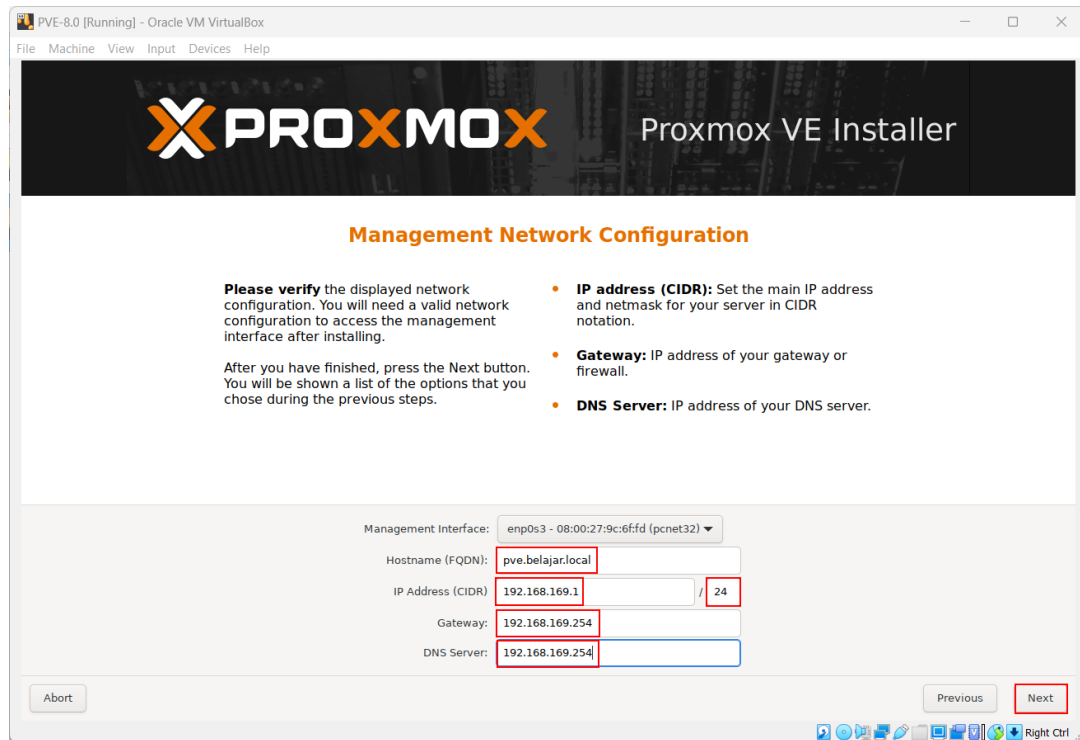 PVE-8.0 [Running] - Oracle VM VirtualBox
File Machine View Input Devices Help
PROXMOX
Proxmox VE Installer
Management Network Configuration
Please verify the displayed network
configuration. You will need a valid network
configuration to access the management
interface after installing.
After you have finished, press the Next button.
You will be shown a list of the options that you
chose during the previous steps.
• IP address (CIDR): Set the main IP address
and netmask for your server in CIDR
notation.
• Gateway: IP address of your gateway or
firewall.
• DNS Server: IP address of your DNS server.
Management Interface: enp0s3 - 08:00:27:9c:6f:fd (pcnet32)
Hostname (FQDN): pve.belajar.local
IP Address (CIDR) 192.168.169.1 / 24
Gateway: 192.168.169.254
DNS Server: 192.168.169.254
Abort Previous Next
Right Ctrl